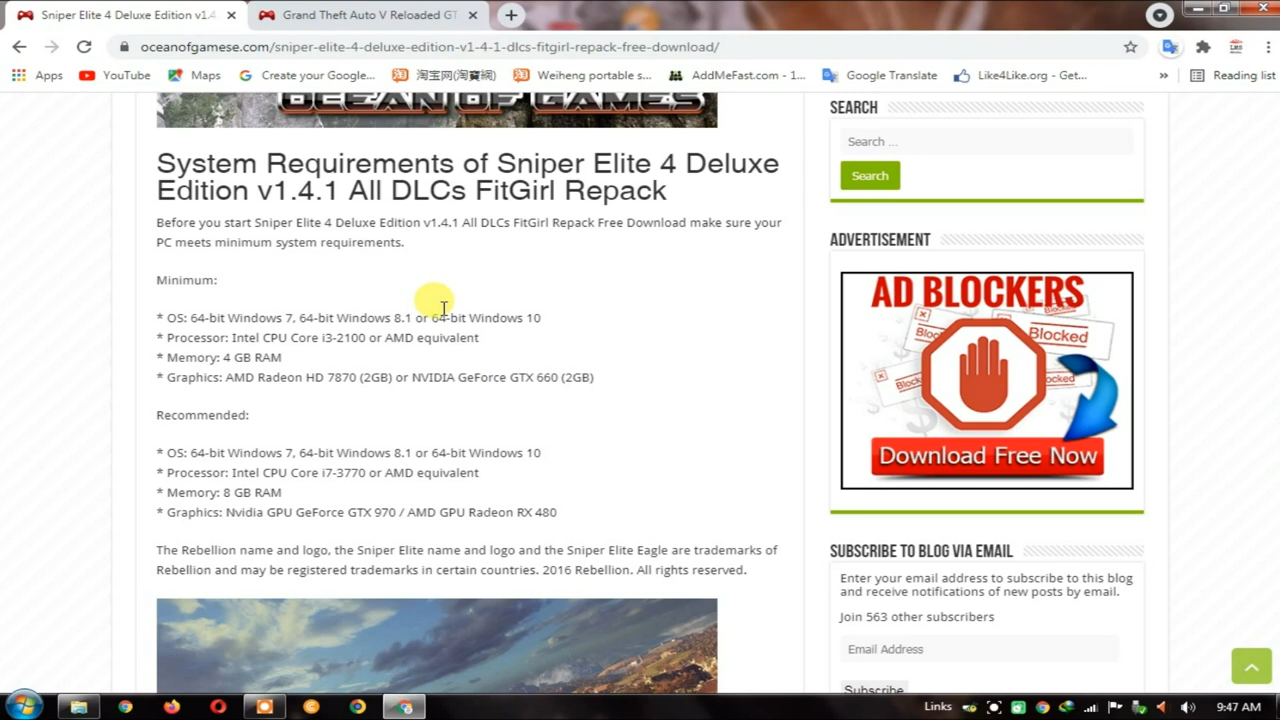 Sniper Elite 4 Deluxe Edition v1.4
Grand Theft Auto V Reloaded GT
oceanofgamese.com/sniper-elite-4-deluxe-edition-v1-4-1-dlcs-fitgirl-repack-free-download/
Apps
YouTube
Maps
Create your Google...
淘宝网(淘寶網)
Weiheng portable s...
AddMeFast.com - 1...
Google Translate
Like4Like.org - Get...
»
Reading list
OCEAN OF GAMES
System Requirements of Sniper Elite 4 Deluxe
Edition v1.4.1 All DLCs FitGirl Repack
Before you start Sniper Elite 4 Deluxe Edition v1.4.1 All DLCs FitGirl Repack Free Download make sure your
PC meets minimum system requirements.
Minimum:
* OS: 64-bit Windows 7, 64-bit Windows 8.1 or 64-bit Windows 10
* Processor: Intel CPU Core i3-2100 or AMD equivalent
* Memory: 4 GB RAM
* Graphics: AMD Radeon HD 7870 (2GB) or NVIDIA GeForce GTX 660 (2GB)
Recommended:
* OS: 64-bit Windows 7, 64-bit Windows 8.1 or 64-bit Windows 10
* Processor: Intel CPU Core i7-3770 or AMD equivalent
* Memory: 8 GB RAM
* Graphics: Nvidia GPU GeForce GTX 970 / AMD GPU Radeon RX 480
The Rebellion name and logo, the Sniper Elite name and logo and the Sniper Elite Eagle are trademarks of
Rebellion and may be registered trademarks in certain countries. 2016 Rebellion. All rights reserved.
SEARCH
Search ...
Search
ADVERTISEMENT
AD BLOCKERS
Blocked
Blocked
Blocked
Download Free Now
SUBSCRIBE TO BLOG VIA EMAIL
Enter your email address to subscribe to this blog
and receive notifications of new posts by email.
Join 563 other subscribers
Email Address
Subscribe
Links
9:47 AM